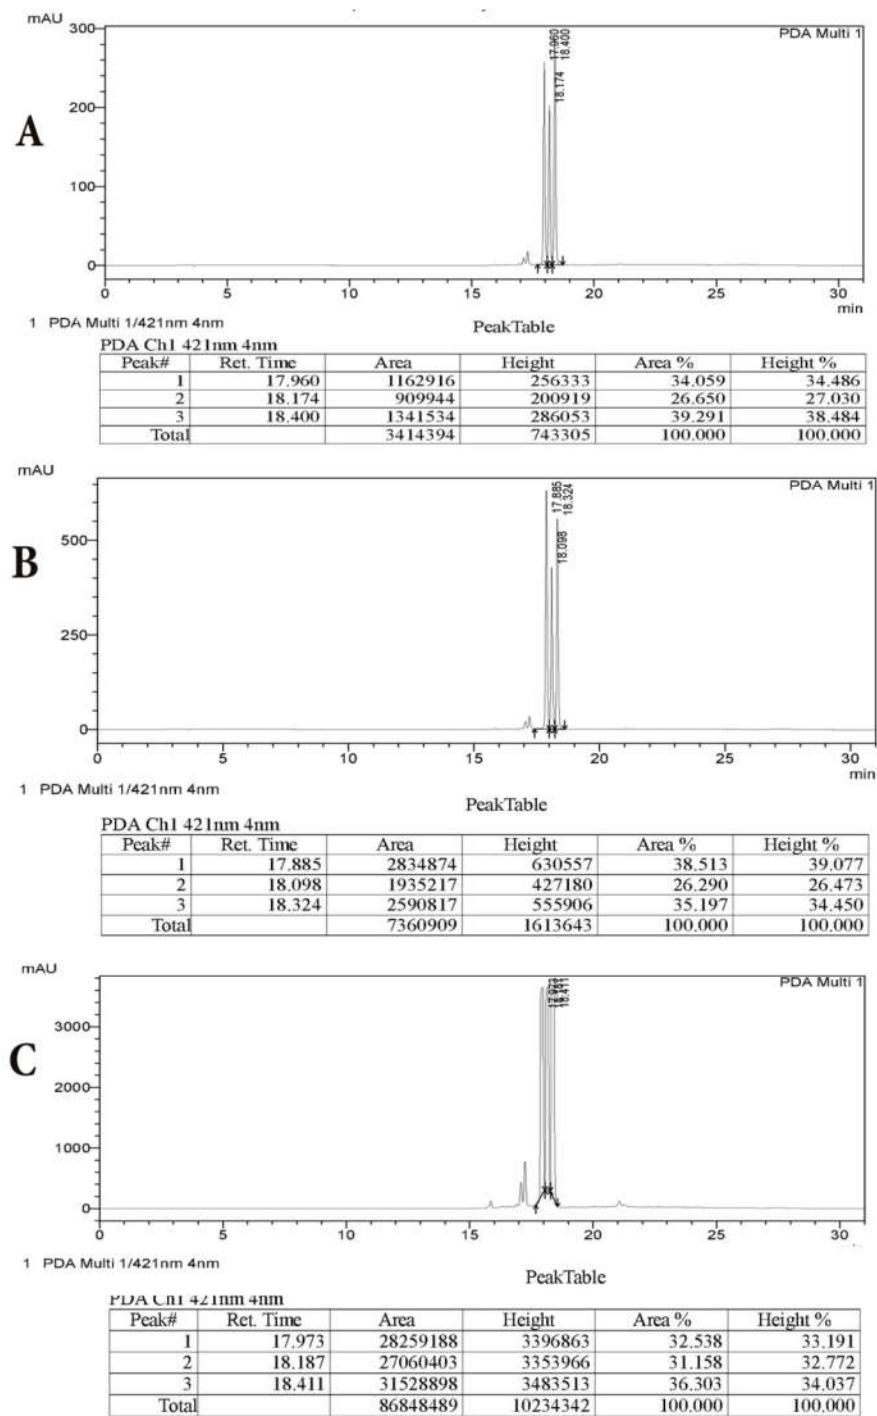 mAU
300
PDA Multi 1
17.960
18.400
18.174
200
A
100
0
0 5 10 15 20 25 30
min
1 PDA Multi 1/421nm 4nm
PeakTable
PDA Ch1 421nm 4nm
Peak# Ret. Time Area Height Area % Height %
1 17.960 1162916 256333 34.059 34.486
2 18.174 909944 200919 26.650 27.030
3 18.400 1341534 286053 39.291 38.484
Total 3414394 743305 100.000 100.000
mAU
PDA Multi 1
17.885
18.324
18.098
500
B
250
0
0 5 10 15 20 25 30
min
1 PDA Multi 1/421nm 4nm
PeakTable
PDA Ch1 421nm 4nm
Peak# Ret. Time Area Height Area % Height %
1 17.885 2834874 630557 38.513 39.077
2 18.098 1935217 427180 26.290 26.473
3 18.324 2590817 555906 35.197 34.450
Total 7360909 1613643 100.000 100.000
mAU
PDA Multi 1
17.973
18.411
3000
C
2000
1000
0
0 5 10 15 20 25 30
1 PDA Multi 1/421nm 4nm
PeakTable
PDA Ch1 421nm 4nm
Peak# Ret. Time Area Height Area % Height %
1 17.973 28259188 3396863 32.538 33.191
2 18.187 27060403 3353966 31.158 32.772
3 18.411 31528898 3483513 36.303 34.037
Total 86848489 10234342 100.000 100.000